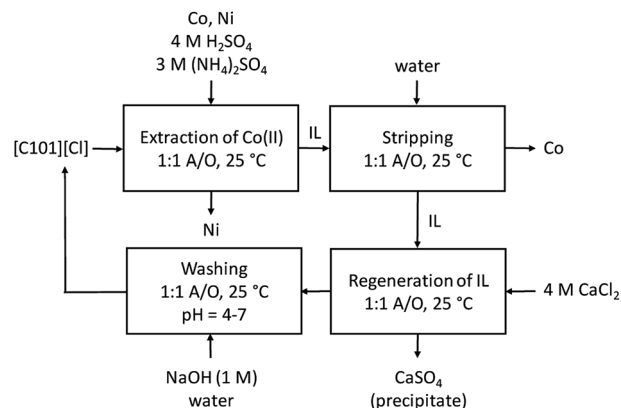 Co, Ni
4 M H₂SO₄
3 M (NH₄)₂SO₄
water
[C101][Cl]
Extraction of Co(II)
1:1 A/O, 25 °C
IL
Stripping
1:1 A/O, 25 °C
Co
Ni
IL
Washing
1:1 A/O, 25 °C
pH = 4-7
Regeneration of IL
1:1 A/O, 25 °C
4 M CaCl₂
NaOH (1 M)
water
CaSO₄
(precipitate)